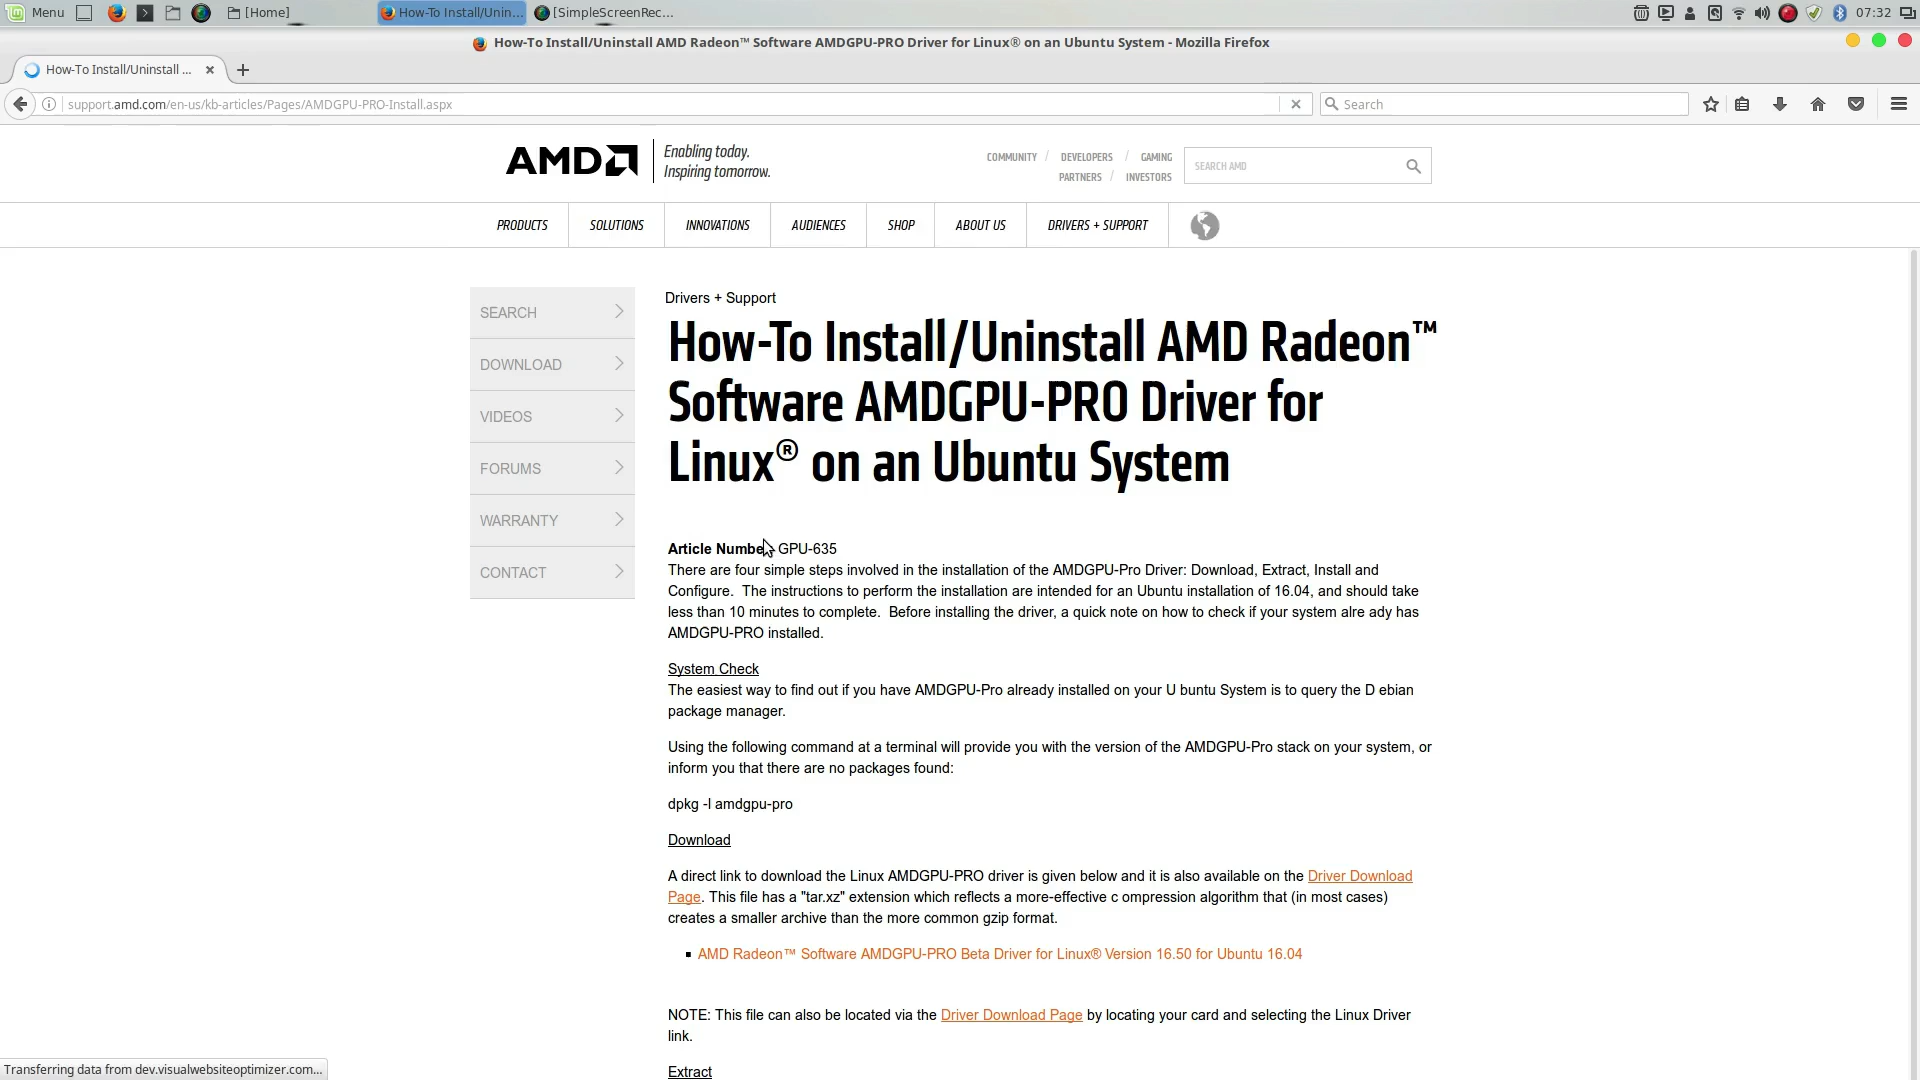 Menu
[Home]
How-To Install/Unin...
[SimpleScreenRec...
07:32
How-To Install/Uninstall AMD Radeon™ Software AMDGPU-PRO Driver for Linux® on an Ubuntu System - Mozilla Firefox
How-To Install/Uninstall ...
support.amd.com/en-us/kb-articles/Pages/AMDGPU-PRO-Install.aspx
Search
AMD
Enabling today.
Inspiring tomorrow.
COMMUNITY / DEVELOPERS / GAMING
PARTNERS / INVESTORS
SEARCH AMD
PRODUCTS
SOLUTIONS
INNOVATIONS
AUDIENCES
SHOP
ABOUT US
DRIVERS + SUPPORT
SEARCH
DOWNLOAD
VIDEOS
FORUMS
WARRANTY
CONTACT
Drivers + Support
How-To Install/Uninstall AMD Radeon™
Software AMDGPU-PRO Driver for
Linux® on an Ubuntu System
Article Numbe GPU-635
There are four simple steps involved in the installation of the AMDGPU-Pro Driver: Download, Extract, Install and
Configure.  The instructions to perform the installation are intended for an Ubuntu installation of 16.04, and should take
less than 10 minutes to complete.  Before installing the driver, a quick note on how to check if your system alre ady has
AMDGPU-PRO installed.
System Check
The easiest way to find out if you have AMDGPU-Pro already installed on your U buntu System is to query the D ebian
package manager.
Using the following command at a terminal will provide you with the version of the AMDGPU-Pro stack on your system, or
inform you that there are no packages found:
dpkg -l amdgpu-pro
Download
A direct link to download the Linux AMDGPU-PRO driver is given below and it is also available on the Driver Download
Page. This file has a "tar.xz" extension which reflects a more-effective c ompression algorithm that (in most cases)
creates a smaller archive than the more common gzip format.
▪ AMD Radeon™ Software AMDGPU-PRO Beta Driver for Linux® Version 16.50 for Ubuntu 16.04
NOTE: This file can also be located via the Driver Download Page by locating your card and selecting the Linux Driver
link.
Extract
Transferring data from dev.visualwebsiteoptimizer.com...